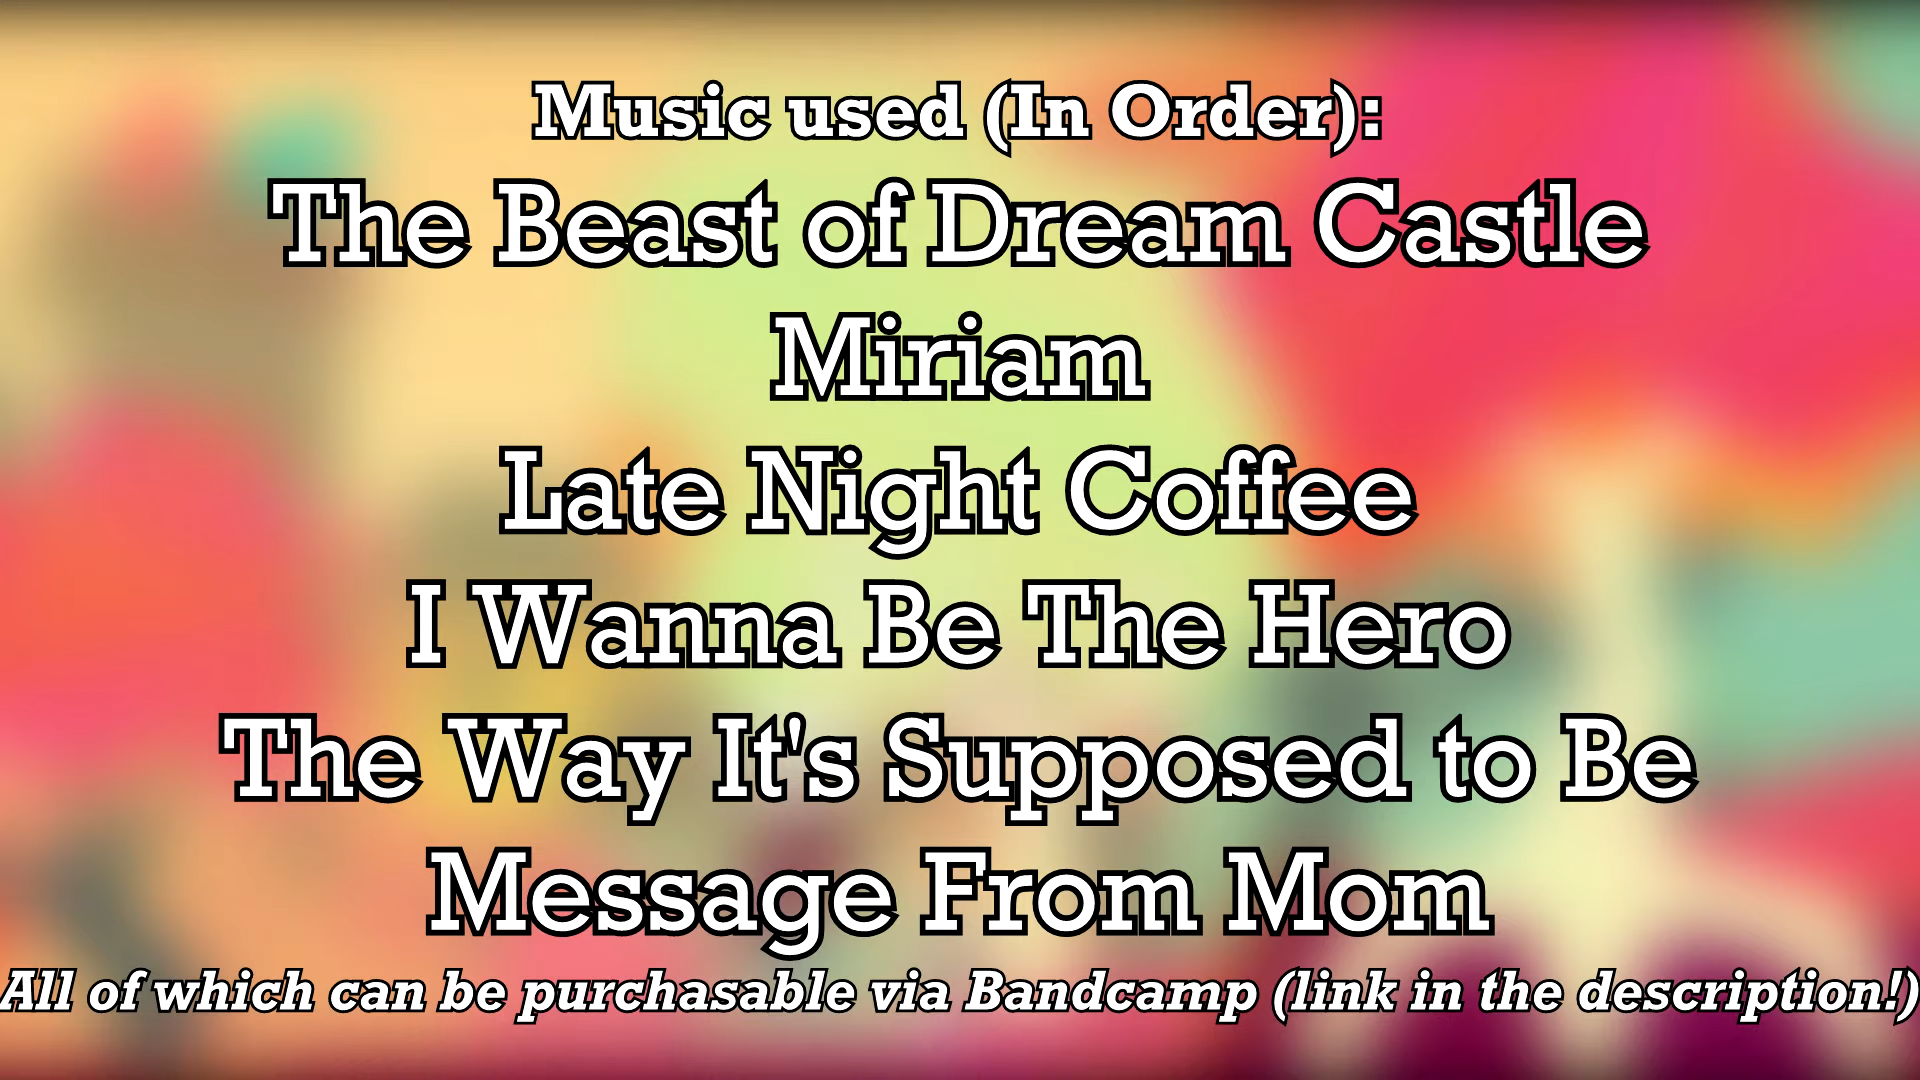 Music used (In Order):
The Beast of Dream Castle
Miriam
Late Night Coffee
I Wanna Be The Hero
The Way It's Supposed to Be
Message From Mom
All of which can be purchasable via Bandcamp (link in the description!)